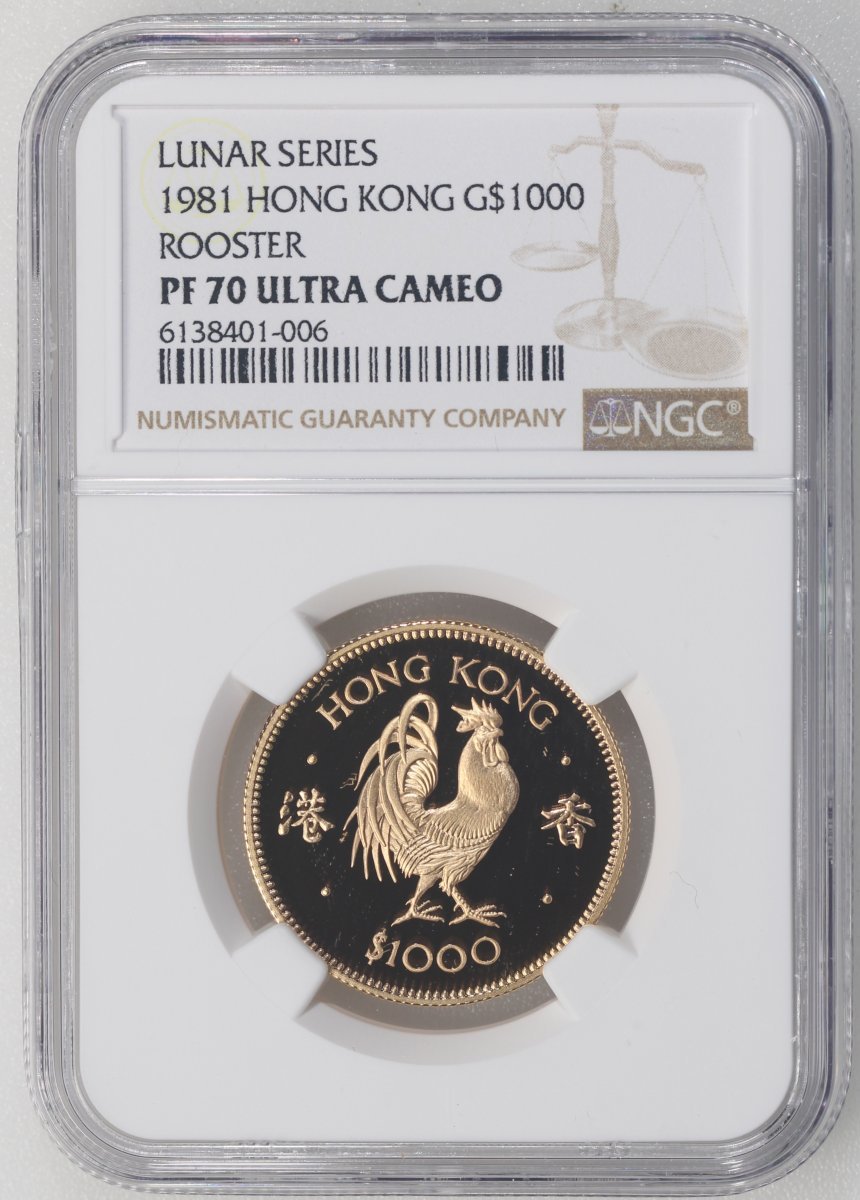 LUNAR SERIES
1981 HONG KONG G$1000
ROOSTER
PF 70 ULTRA CAMEO
6138401-006
NUMISMATIC GUARANTY COMPANY
NGC®
HONG KONG
港 香
$1000